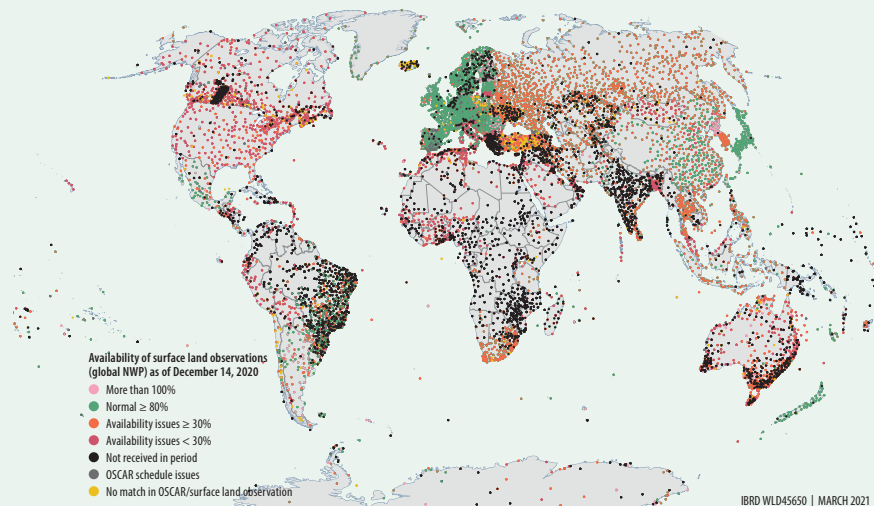 Availability of surface land observations
(global NWP) as of December 14, 2020
More than 100%
Normal ≥ 80%
Availability issues ≥ 30%
Availability issues < 30%
Not received in period
OSCAR schedule issues
No match in OSCAR/surface land observation
IBRD WLD45650 | MARCH 2021